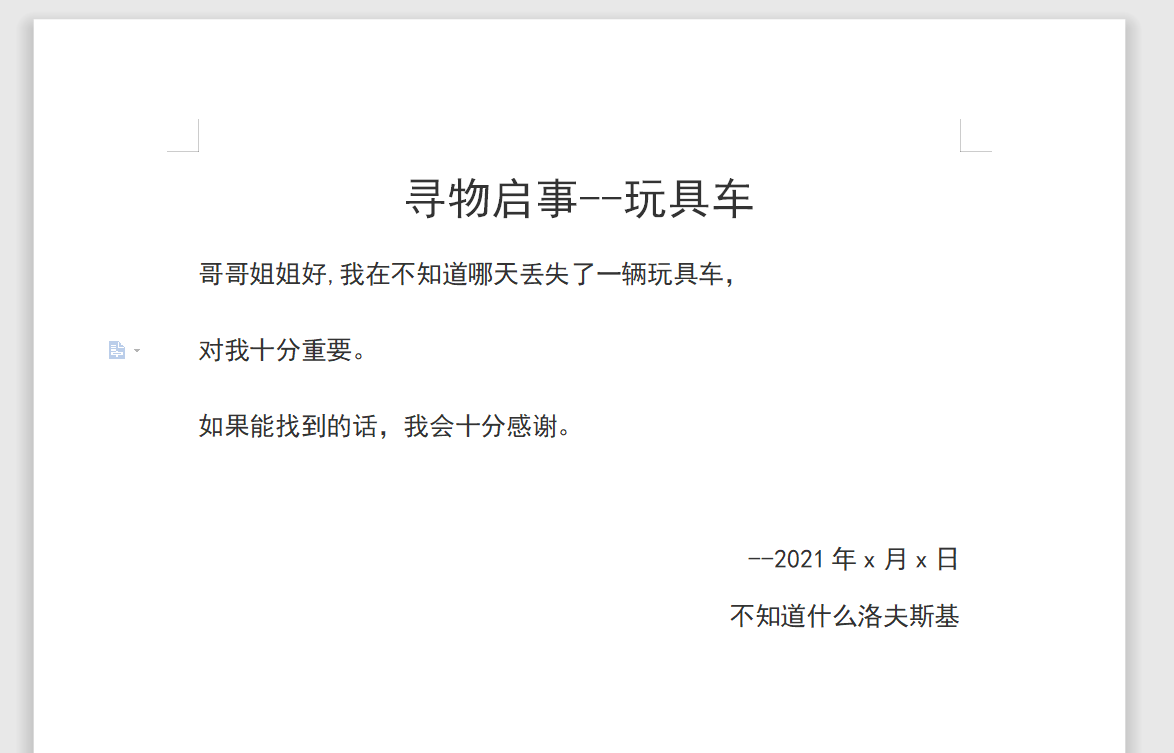 寻物启事--玩具车
哥哥姐姐好,我在不知道哪天丢失了一辆玩具车，
对我十分重要。
如果能找到的话，我会十分感谢。
--2021 年 x 月 x 日
不知道什么洛夫斯基